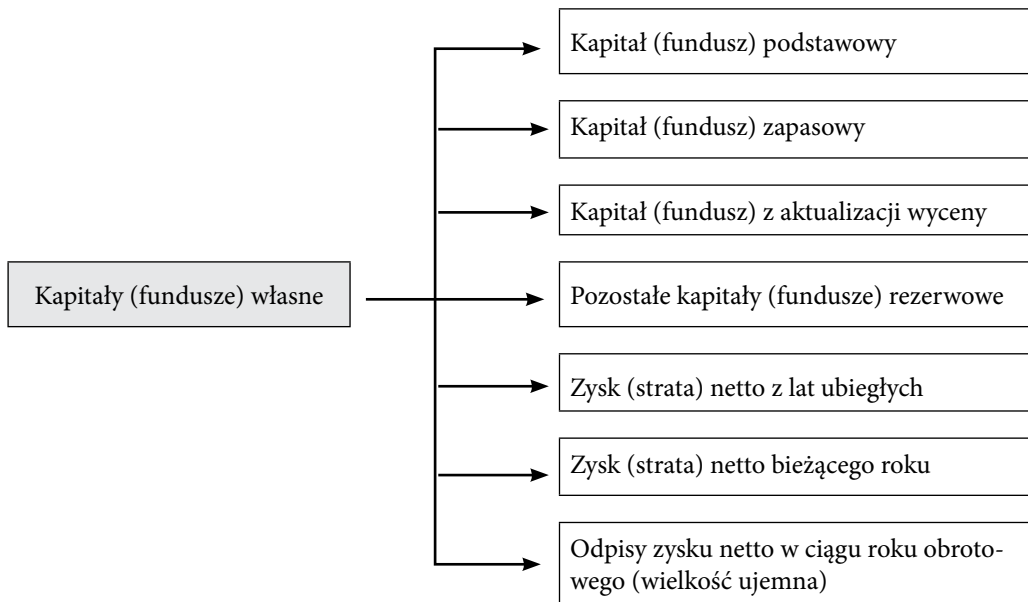 Kapitał (fundusz) podstawowy
Kapitał (fundusz) zapasowy
Kapitał (fundusz) z aktualizacji wyceny
Kapitały (fundusze) własne
Pozostałe kapitały (fundusze) rezerwowe
Zysk (strata) netto z lat ubiegłych
Zysk (strata) netto bieżącego roku
Odpisy zysku netto w ciągu roku obroto-
wego (wielkość ujemna)